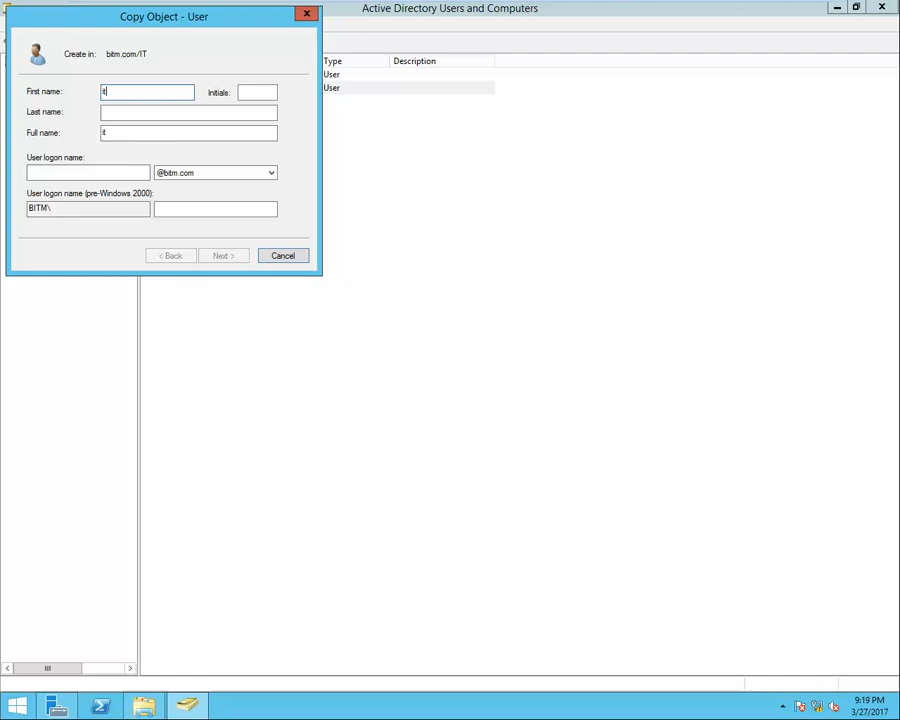 Copy Object - User
Active Directory Users and Computers
Create in: bitm.com/IT
Type Description
User
User
First name: it Initials:
Last name:
Full name: it
User logon name:
@bitm.com
User logon name (pre-Windows 2000):
BITM\
< Back Next > Cancel
9:19 PM
3/27/2017